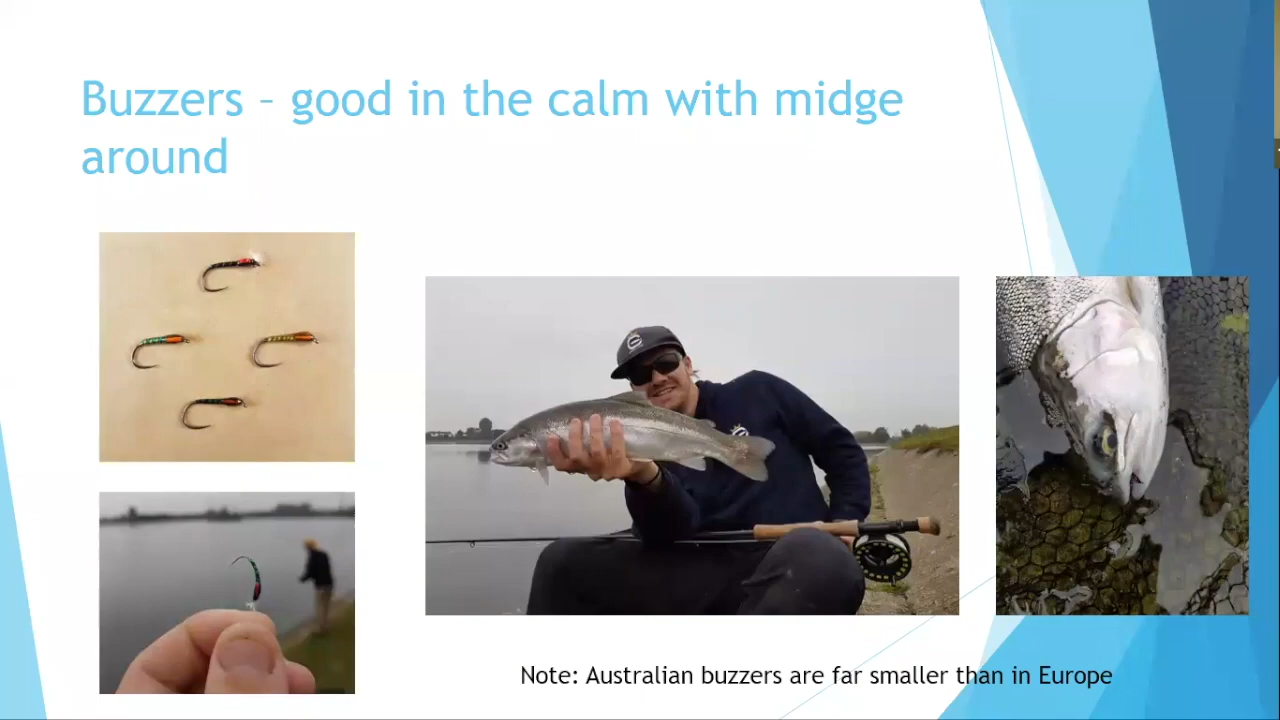 Buzzers – good in the calm with midge
around
Note: Australian buzzers are far smaller than in Europe